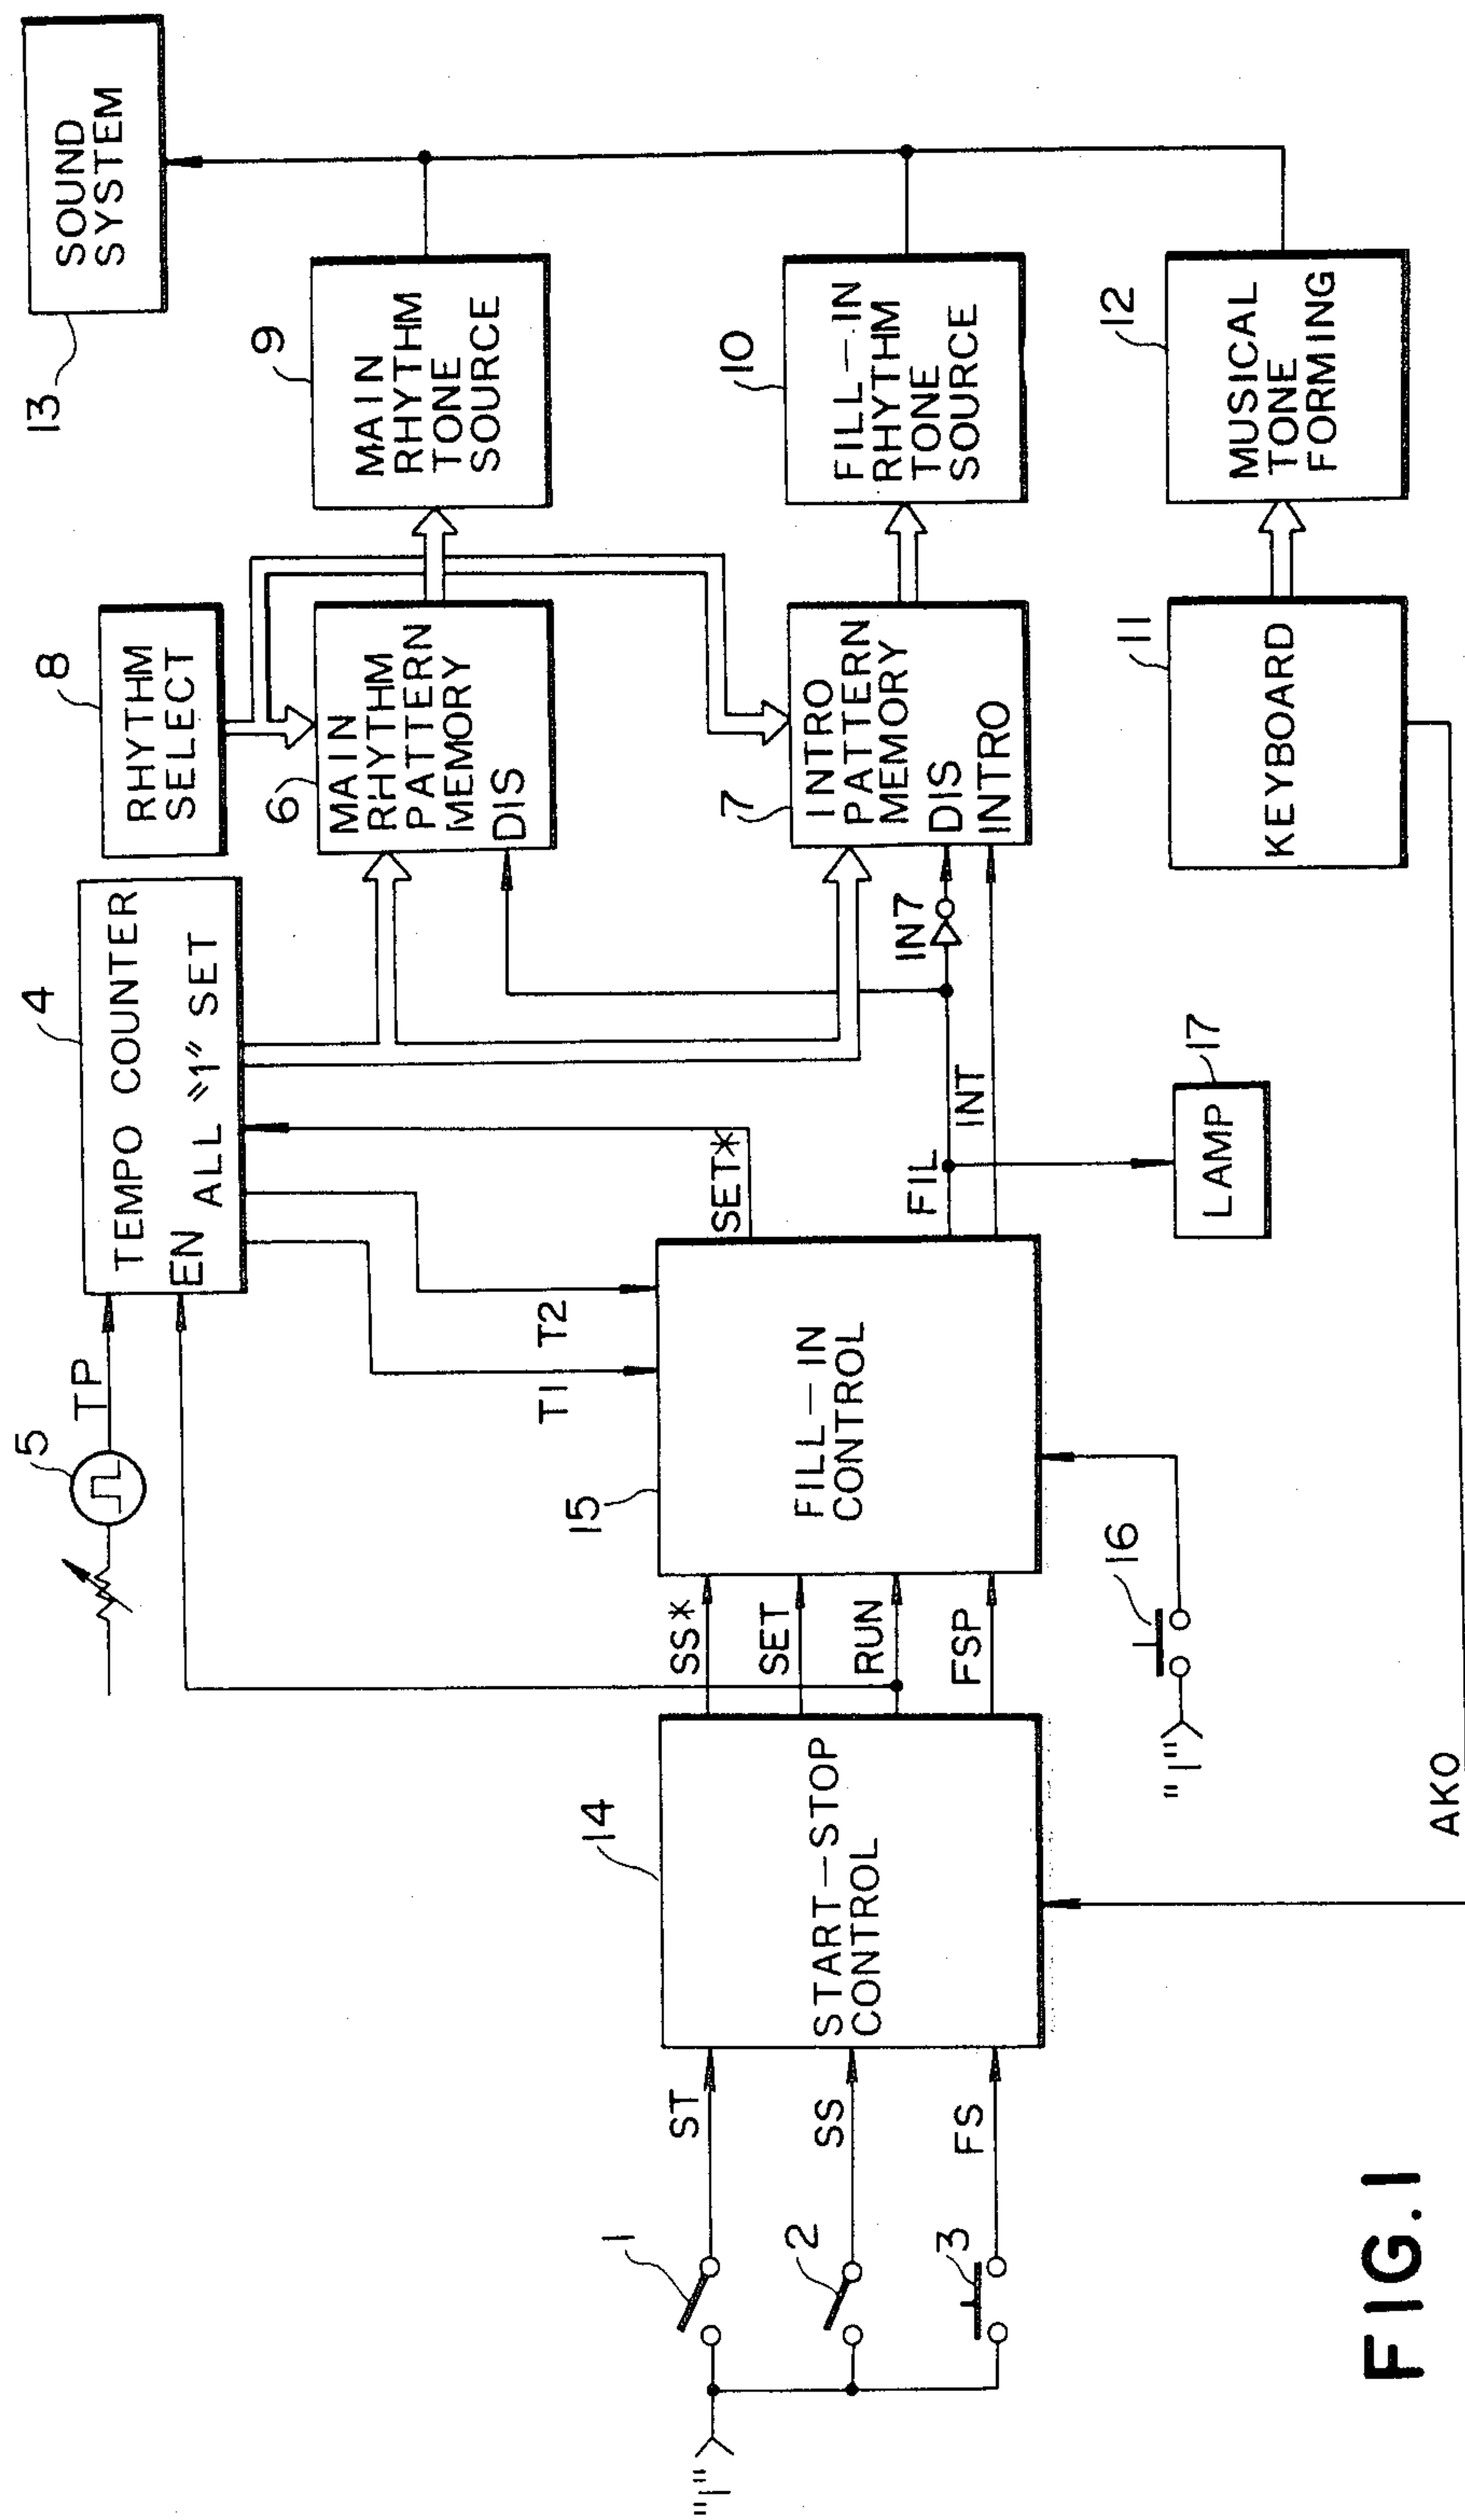 13
SOUND
SYSTEM
8
RHYTHM
SELECT
4
TEMPO COUNTER
EN
ALL "1" SET
5
TP
9
MAIN
RHYTHM
TONE
SOURCE
6
MAIN
RHYTHM
PATTERN
MEMORY
DIS
10
FILL-IN
RHYTHM
TONE
SOURCE
7
INTRO
PATTERN
MEMORY
DIS
INTRO
IN7
INT
FIL
SET*
T1
T2
12
MUSICAL
TONE
FORMING
11
KEYBOARD
17
LAMP
15
FILL-IN
CONTROL
SS*
SET
RUN
FSP
16
"1"
AKO
14
START-STOP
CONTROL
ST
SS
FS
1
2
3
"1"
FIG.1